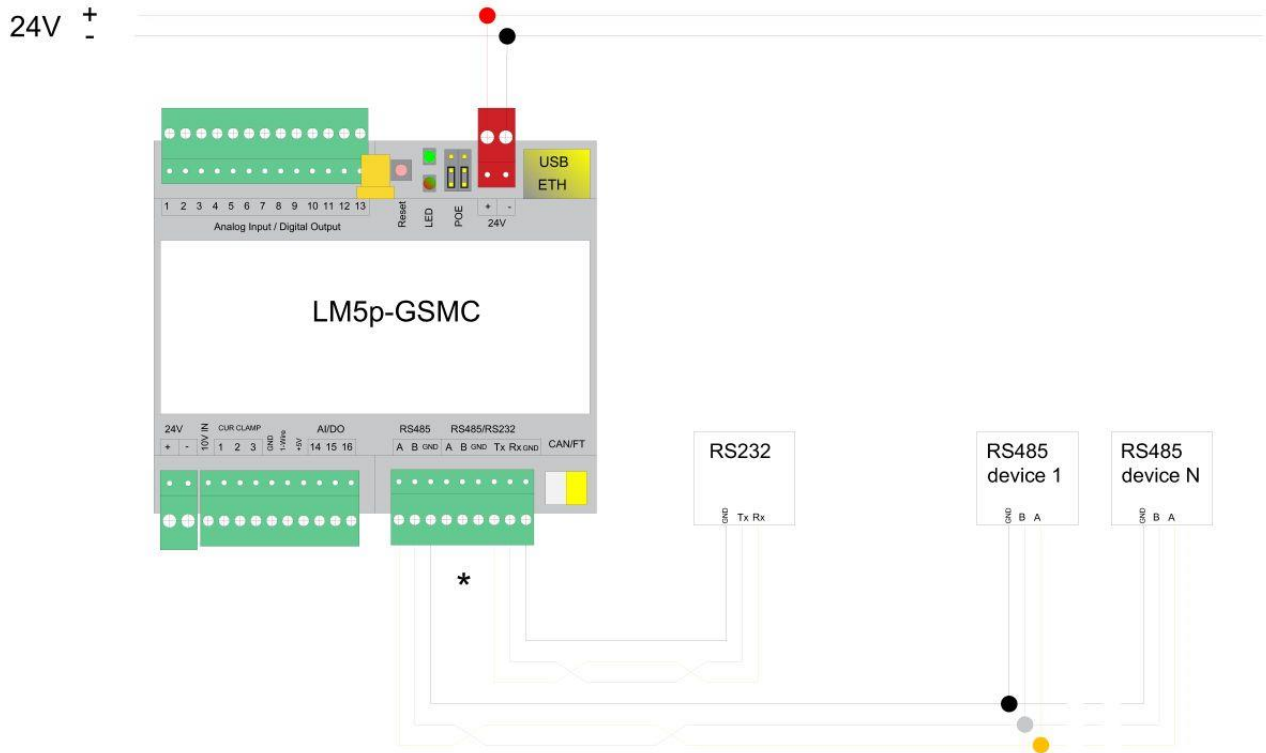 24V +
-
USB
ETH
1 2 3 4 5 6 7 8 9 10 11 12 13
Analog Input / Digital Output
Reset
LED
POE
+ -
24V
LM5p-GSMC
24V
+ -
10V IN
CUR CLAMP
1 2 3
GND
1-Wire
+5V
AI/DO
14 15 16
RS485 RS485/RS232
A B GND A B GND Tx Rx GND
CAN/FT
*
RS232
GND Tx Rx
RS485
device 1
GND B A
RS485
device N
GND B A